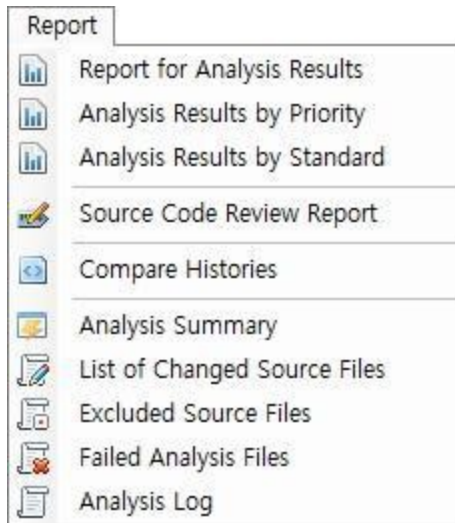 Report
Report for Analysis Results
Analysis Results by Priority
Analysis Results by Standard
Source Code Review Report
Compare Histories
Analysis Summary
List of Changed Source Files
Excluded Source Files
Failed Analysis Files
Analysis Log